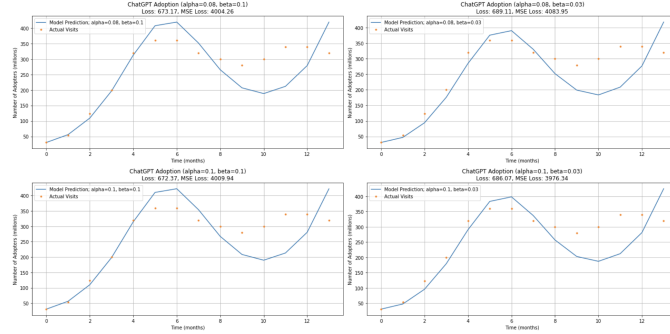 ChatGPT Adoption (alpha=0.08, beta=0.1)
Loss: 673.17, MSE Loss: 4004.26
Model Prediction; alpha=0.08, beta=0.1
Actual Visits
Number of Adopters (millions)
400
350
300
250
200
150
100
50
0
2
4
6
8
10
12
Time (months)
ChatGPT Adoption (alpha=0.08, beta=0.03)
Loss: 689.11, MSE Loss: 4083.95
Model Prediction; alpha=0.08, beta=0.03
Actual Visits
Number of Adopters (millions)
400
350
300
250
200
150
100
50
0
2
4
6
8
10
12
Time (months)
ChatGPT Adoption (alpha=0.1, beta=0.1)
Loss: 672.37, MSE Loss: 4009.94
Model Prediction; alpha=0.1, beta=0.1
Actual Visits
Number of Adopters (millions)
400
350
300
250
200
150
100
50
0
2
4
6
8
10
12
Time (months)
ChatGPT Adoption (alpha=0.1, beta=0.03)
Loss: 686.07, MSE Loss: 3976.34
Model Prediction; alpha=0.1, beta=0.03
Actual Visits
Number of Adopters (millions)
400
350
300
250
200
150
100
50
0
2
4
6
8
10
12
Time (months)